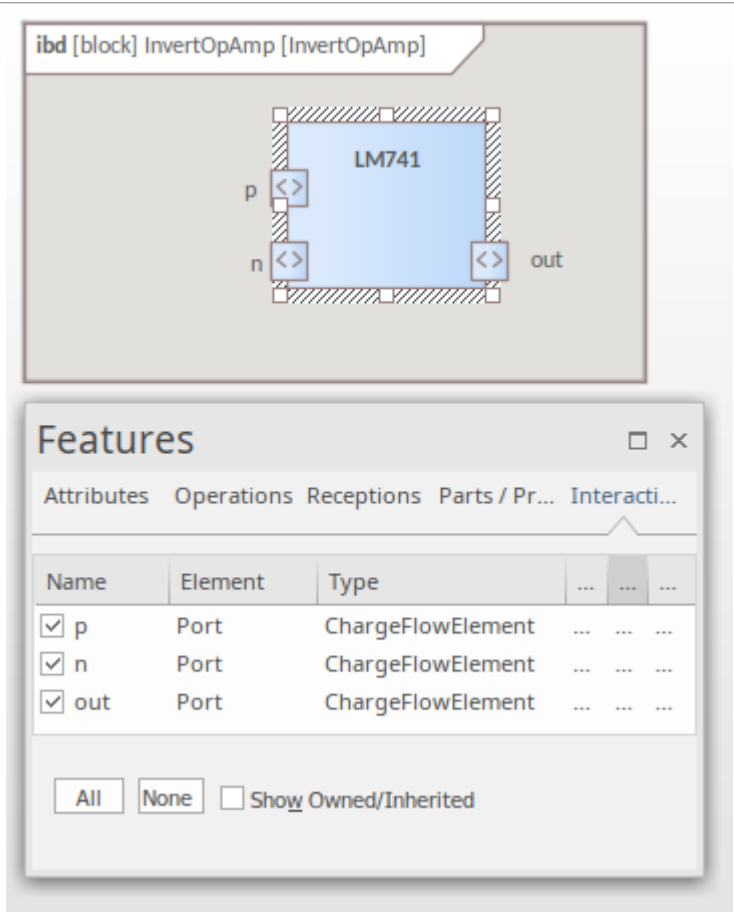 ibd [block] InvertOpAmp [InvertOpAmp]
LM741
p
n
out
Features
Attributes Operations Receptions Parts / Pr... Interacti...
Name Element Type ... ... ...
p Port ChargeFlowElement ... ... ...
n Port ChargeFlowElement ... ... ...
out Port ChargeFlowElement ... ... ...
All None Show Owned/Inherited